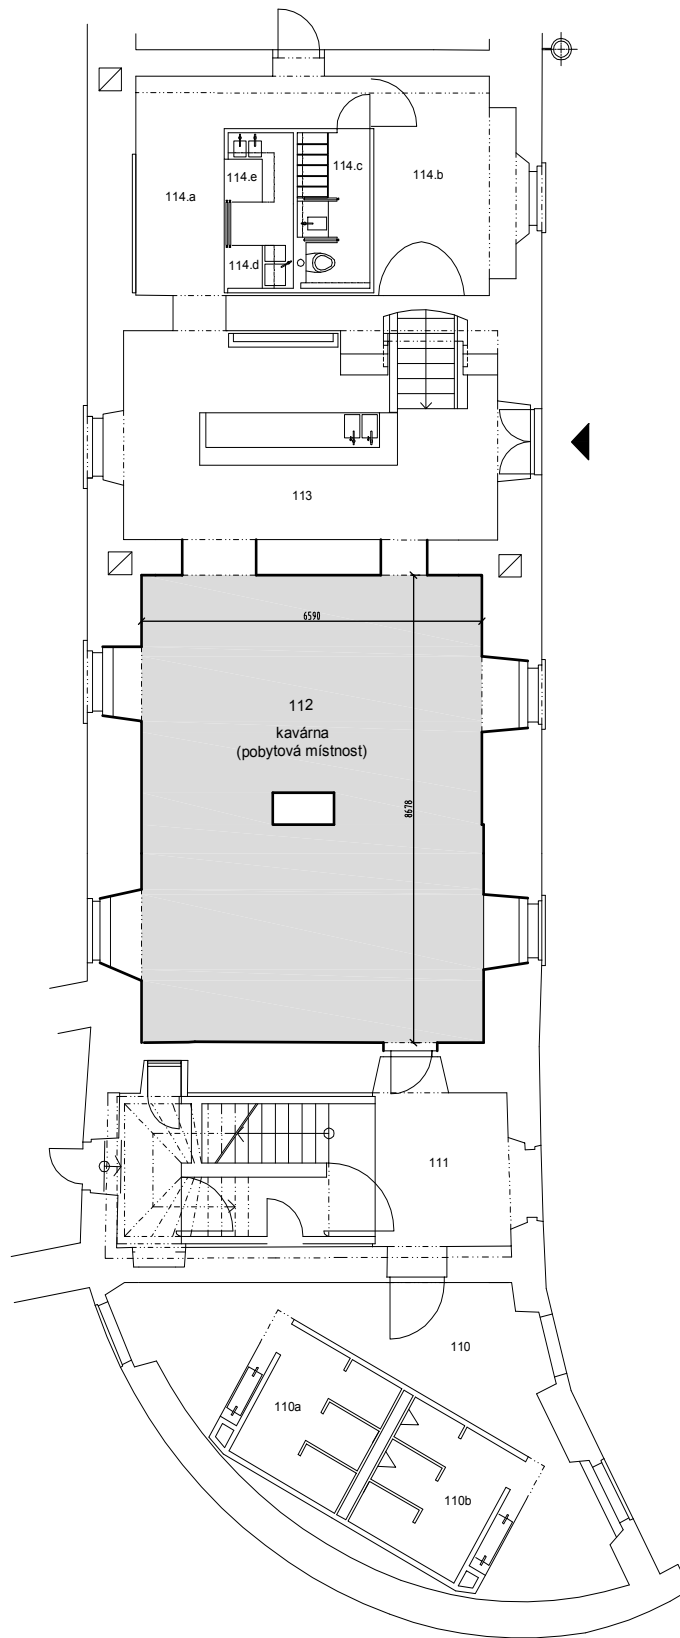 114.c
114.e
114.b
114.a
114.d
113
6590
112
kavárna
(pobytová místnost)
8678
111
110
110a
110b